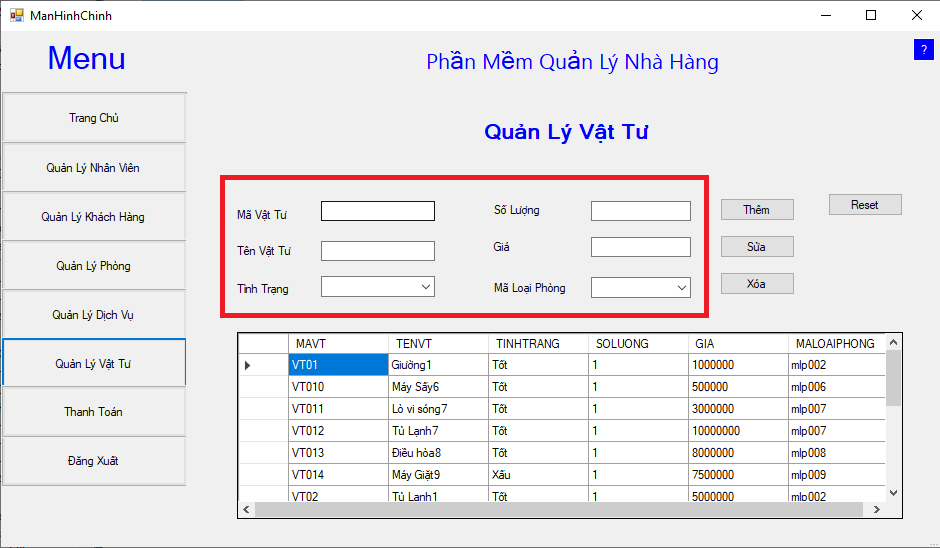 ManHinhChinh
Menu
Phần Mềm Quản Lý Nhà Hàng
?
Trang Chủ
Quản Lý Nhân Viên
Quản Lý Khách Hàng
Quản Lý Phòng
Quản Lý Dịch Vụ
Quản Lý Vật Tư
Thanh Toán
Đăng Xuất
Quản Lý Vật Tư
Mã Vật Tư
Số Lượng
Thêm
Reset
Tên Vật Tư
Giá
Sửa
Tình Trạng
Mã Loại Phòng
Xóa
MAVT TENVT TINHTRANG SOLUONG GIA MALOAIPHONG
VT01 Giường1 Tốt 1 1000000 mlp002
VT010 Máy Sấy6 Tốt 1 500000 mlp006
VT011 Lò vi sóng7 Tốt 1 3000000 mlp007
VT012 Tủ Lạnh7 Tốt 1 10000000 mlp007
VT013 Điều hòa8 Tốt 1 8000000 mlp008
VT014 Máy Giặt9 Xấu 1 7500000 mlp009
VT02 Tủ Lạnh1 Tốt 1 5000000 mlp002